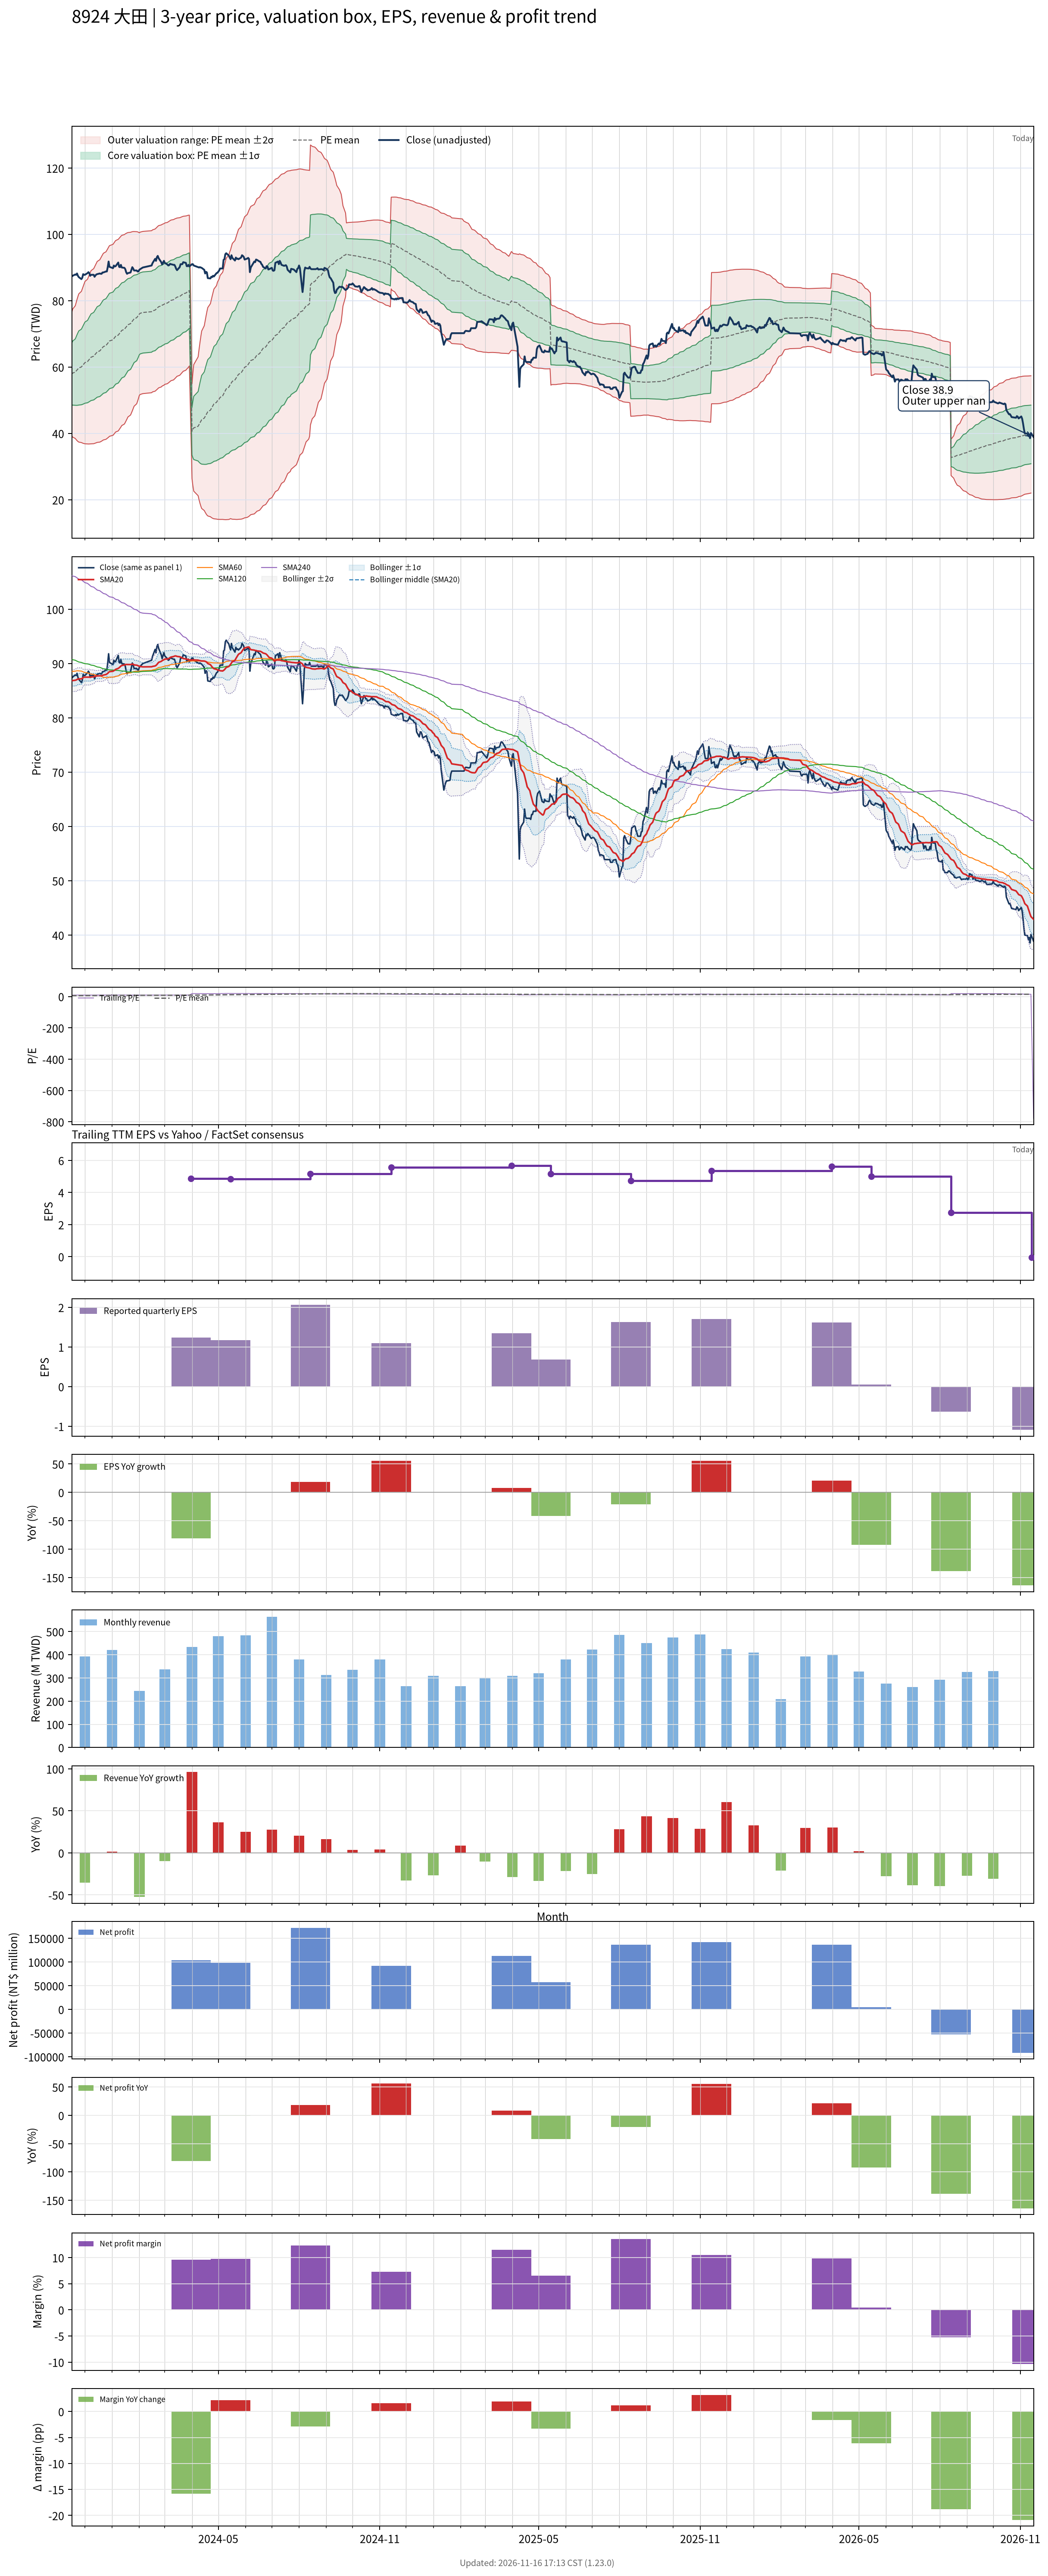 8924 大田 | 3-year price, valuation box, EPS, revenue & profit trend
Outer valuation range: PE mean ±2σ
PE mean
Close (unadjusted)
Core valuation box: PE mean ±1σ
Today
120
100
80
60
40
20
Price (TWD)
Close 38.9
Outer upper nan
Close (same as panel 1)
SMA60
SMA240
Bollinger ±1σ
SMA20
SMA120
Bollinger ±2σ
Bollinger middle (SMA20)
100
90
80
70
60
50
40
Price
Trailing P/E
P/E mean
0
-200
-400
-600
-800
P/E
Trailing TTM EPS vs Yahoo / FactSet consensus
Today
6
4
2
0
EPS
Reported quarterly EPS
2
1
0
-1
EPS
EPS YoY growth
50
0
-50
-100
-150
YoY (%)
Monthly revenue
500
400
300
200
100
0
Revenue (M TWD)
Revenue YoY growth
100
50
0
-50
YoY (%)
Month
Net profit
150000
100000
50000
0
-50000
-100000
Net profit (NT$ million)
Net profit YoY
50
0
-50
-100
-150
YoY (%)
Net profit margin
10
5
0
-5
-10
Margin (%)
Margin YoY change
0
-5
-10
-15
-20
Δ margin (pp)
2024-05
2024-11
2025-05
2025-11
2026-05
2026-11
Updated: 2026-11-16 17:13 CST (1.23.0)